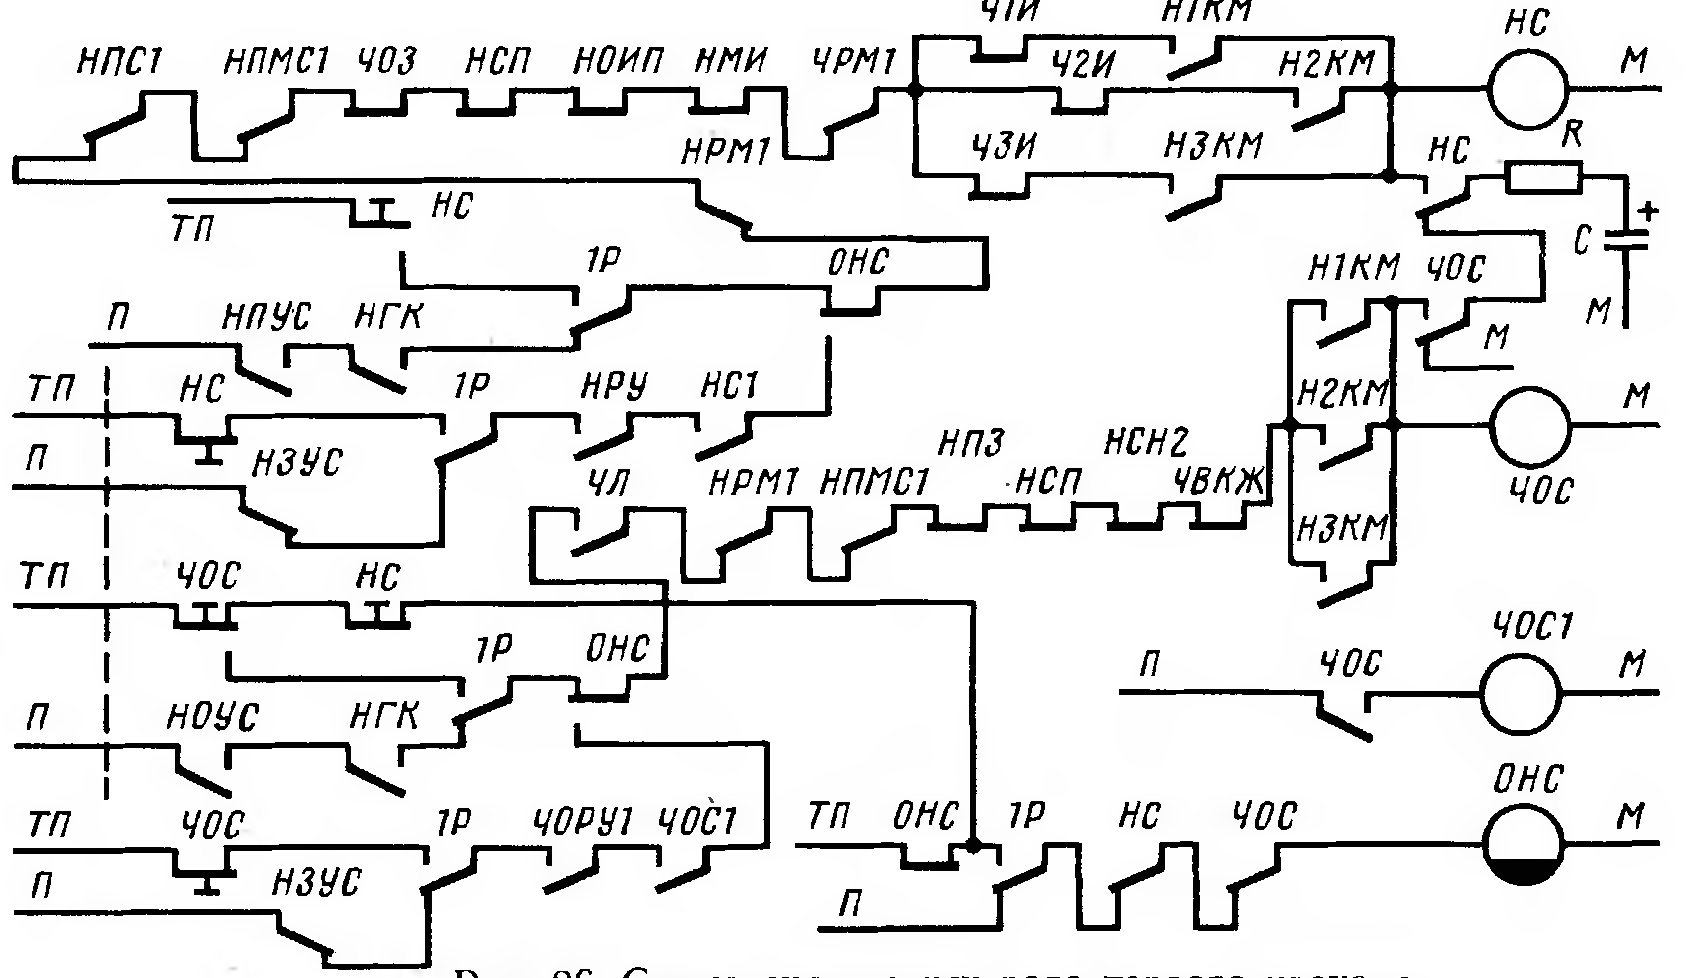 Ч1И Н1КМ НС
НПС1 НПМС1 ЧОЗ НСП НОИП НМИ ЧРМ1 Ч2И Н2КМ М
НРМ1 Ч3И Н3КМ НС R
ТП НС +
1Р ОНС С
Н1КМ ЧОС
П НПУС НГК М М
ТП НС 1Р НРУ НС1 Н2КМ М
П НЗУС НПЗ НСН2
ЧЛ НРМ1 НПМС1 НСП ЧВКЖ ЧОС
Н3КМ
ТП ЧОС НС
1Р ОНС ЧОС1
П ЧОС М
П НОУС НГК
ОНС
ТП ЧОС 1Р ЧОРУ1 ЧОС1 ТП ОНС 1Р НС ЧОС М
П НЗУС П